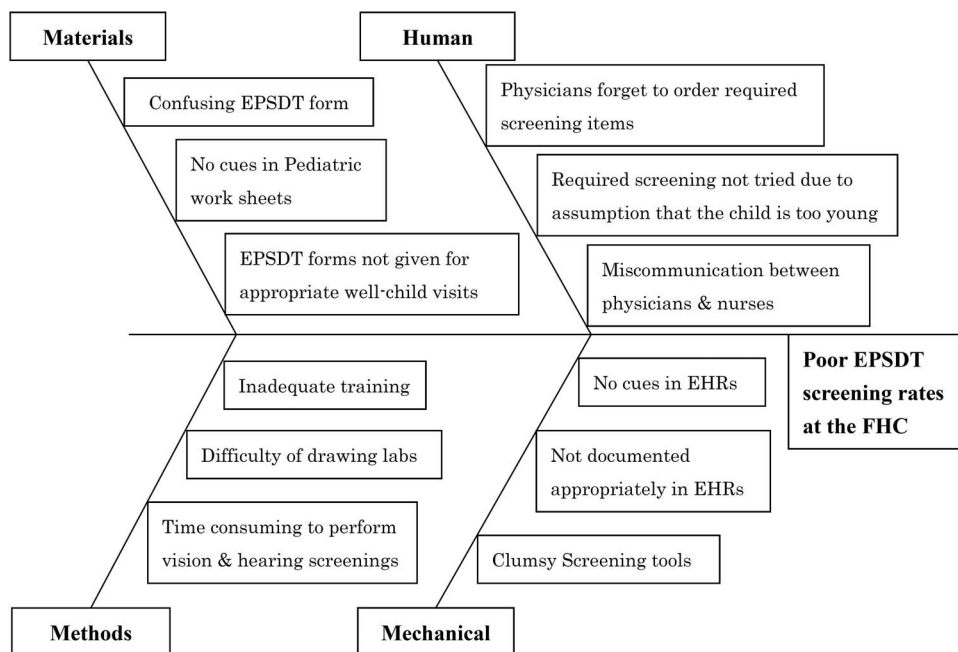 Materials
Confusing EPSDT form
No cues in Pediatric
work sheets
EPSDT forms not given for
appropriate well-child visits
Human
Physicians forget to order required
screening items
Required screening not tried due to
assumption that the child is too young
Miscommunication between
physicians & nurses
Poor EPSDT
screening rates
at the FHC
Inadequate training
Difficulty of drawing labs
Time consuming to perform
vision & hearing screenings
Methods
No cues in EHRs
Not documented
appropriately in EHRs
Clumsy Screening tools
Mechanical